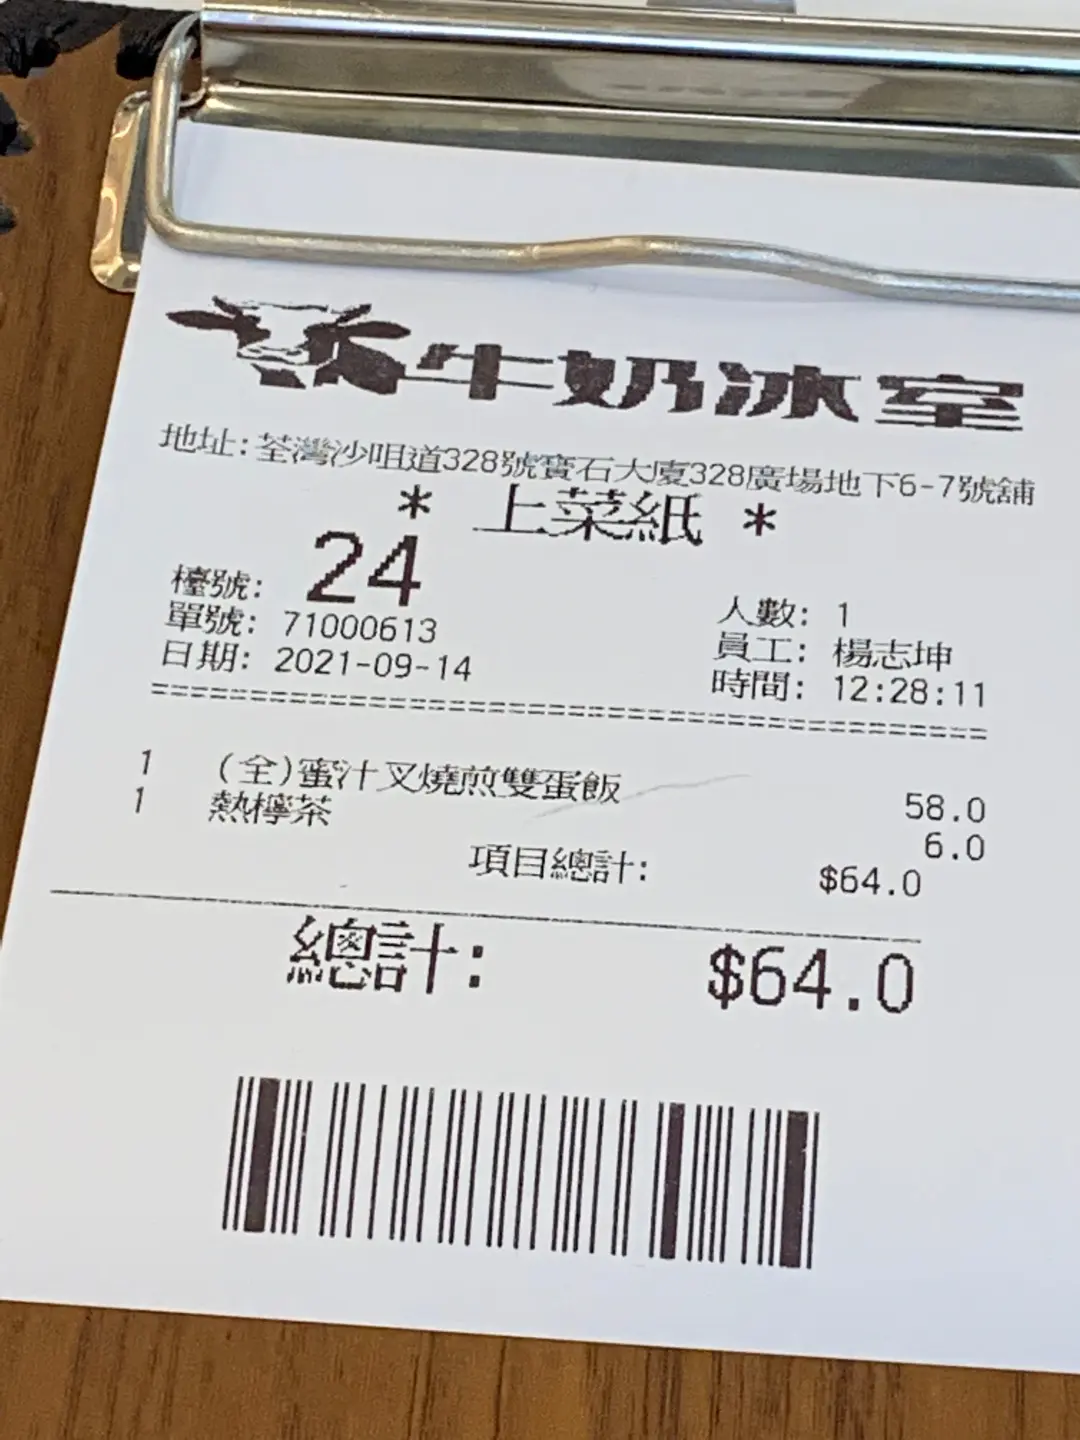 牛奶冰室
地址:荃灣沙咀道328號寶石大廈328廣場地下6-7號舖
* 上菜紙 *
檯號: 24 人數: 1
單號: 71000613 員工: 楊志坤
日期: 2021-09-14 時間: 12:28:11
1 (全)蜜汁叉燒煎雙蛋飯 58.0
1 熱檸茶 6.0
項目總計: $64.0
總計: $64.0